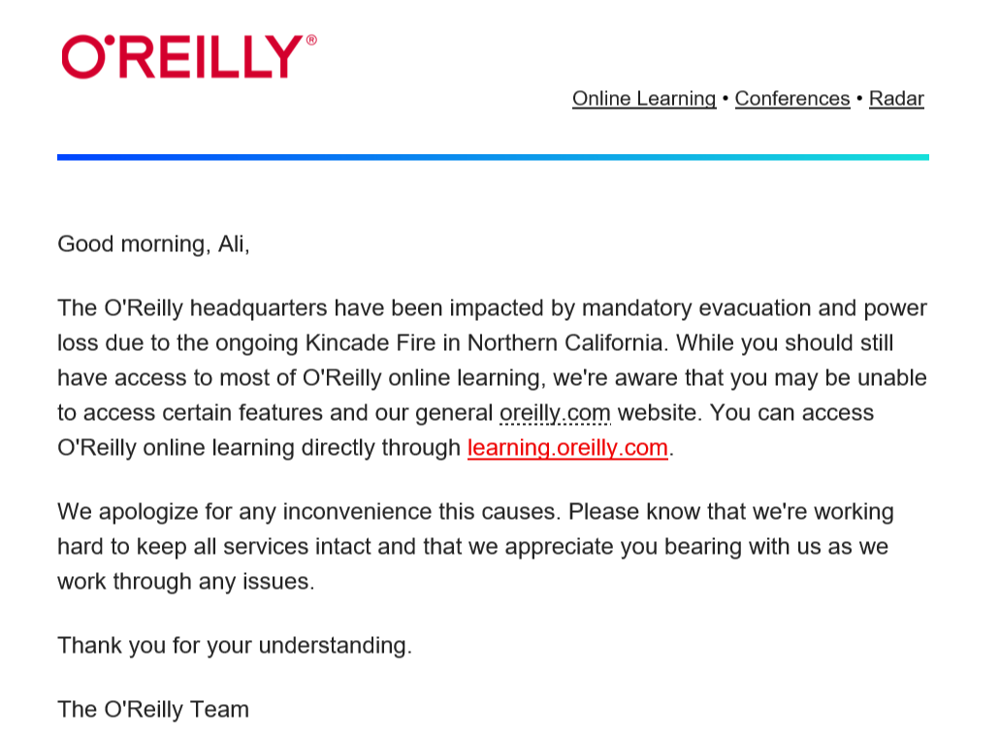 O'REILLY®
Online Learning • Conferences • Radar
Good morning, Ali,
The O'Reilly headquarters have been impacted by mandatory evacuation and power
loss due to the ongoing Kincade Fire in Northern California. While you should still
have access to most of O'Reilly online learning, we're aware that you may be unable
to access certain features and our general oreilly.com website. You can access
O'Reilly online learning directly through learning.oreilly.com.
We apologize for any inconvenience this causes. Please know that we're working
hard to keep all services intact and that we appreciate you bearing with us as we
work through any issues.
Thank you for your understanding.
The O'Reilly Team